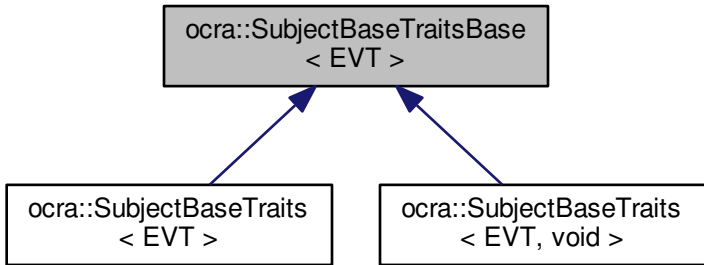 ocra::SubjectBaseTraitsBase
< EVT >
ocra::SubjectBaseTraits
< EVT >
ocra::SubjectBaseTraits
< EVT, void >